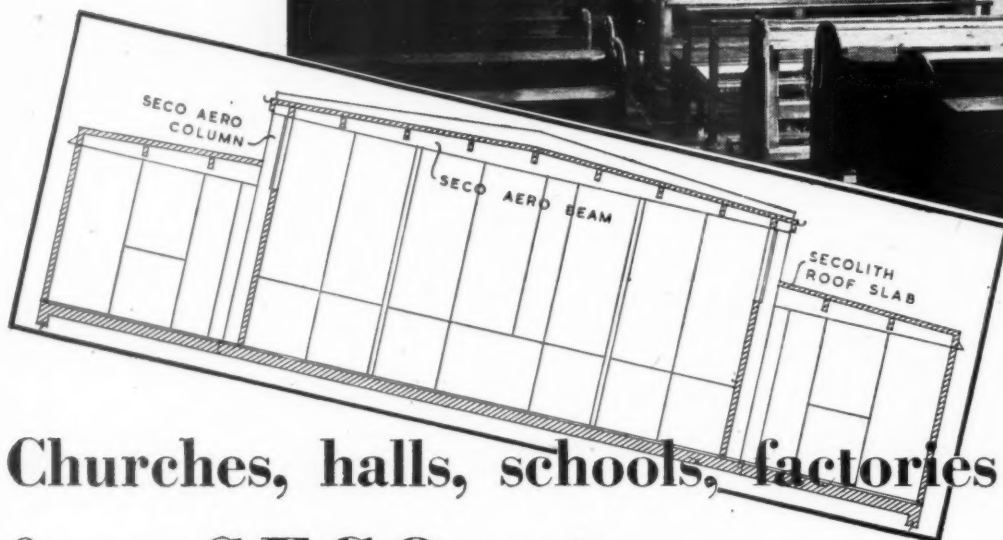 SECO AERO
COLUMN
SECO AERO BEAM
SECOLITH
ROOF SLAB
Churches, halls, schools, factories